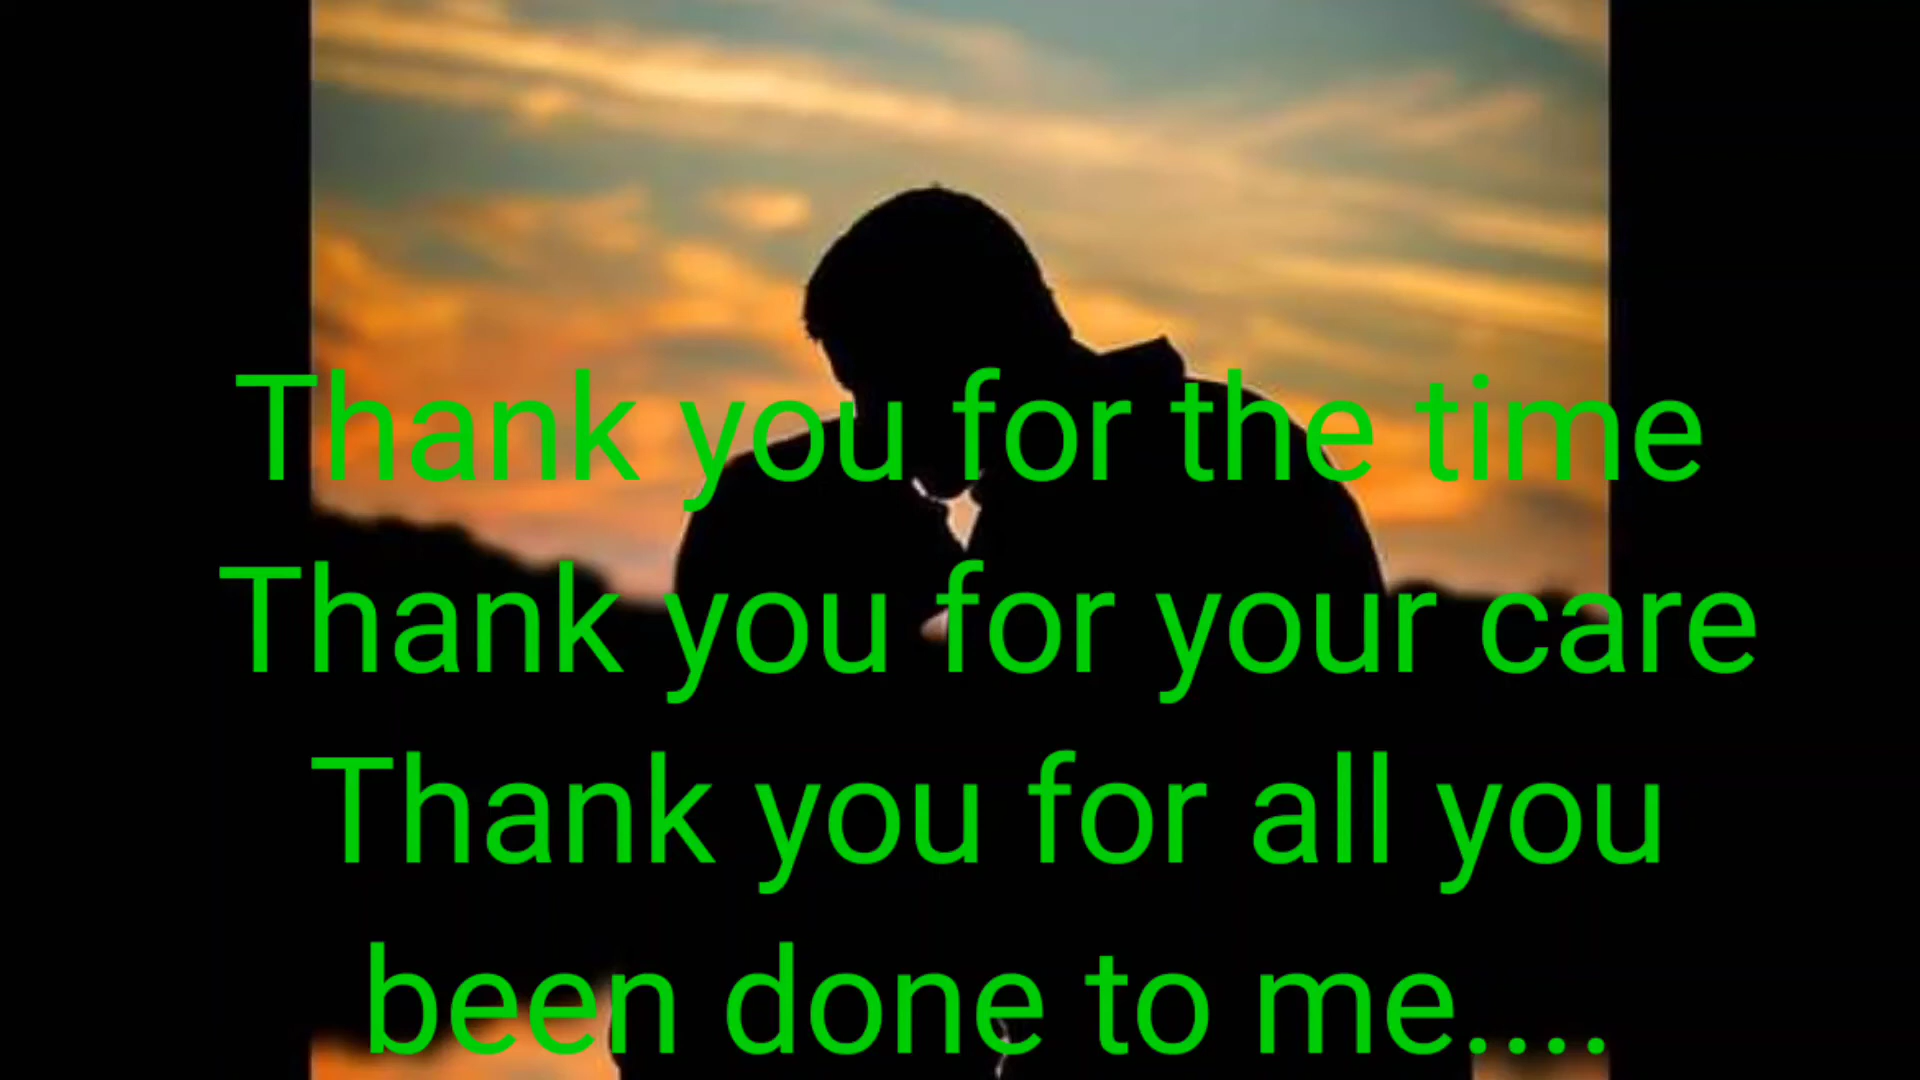 Thank you for the time
Thank you for your care
Thank you for all you
been done to me....